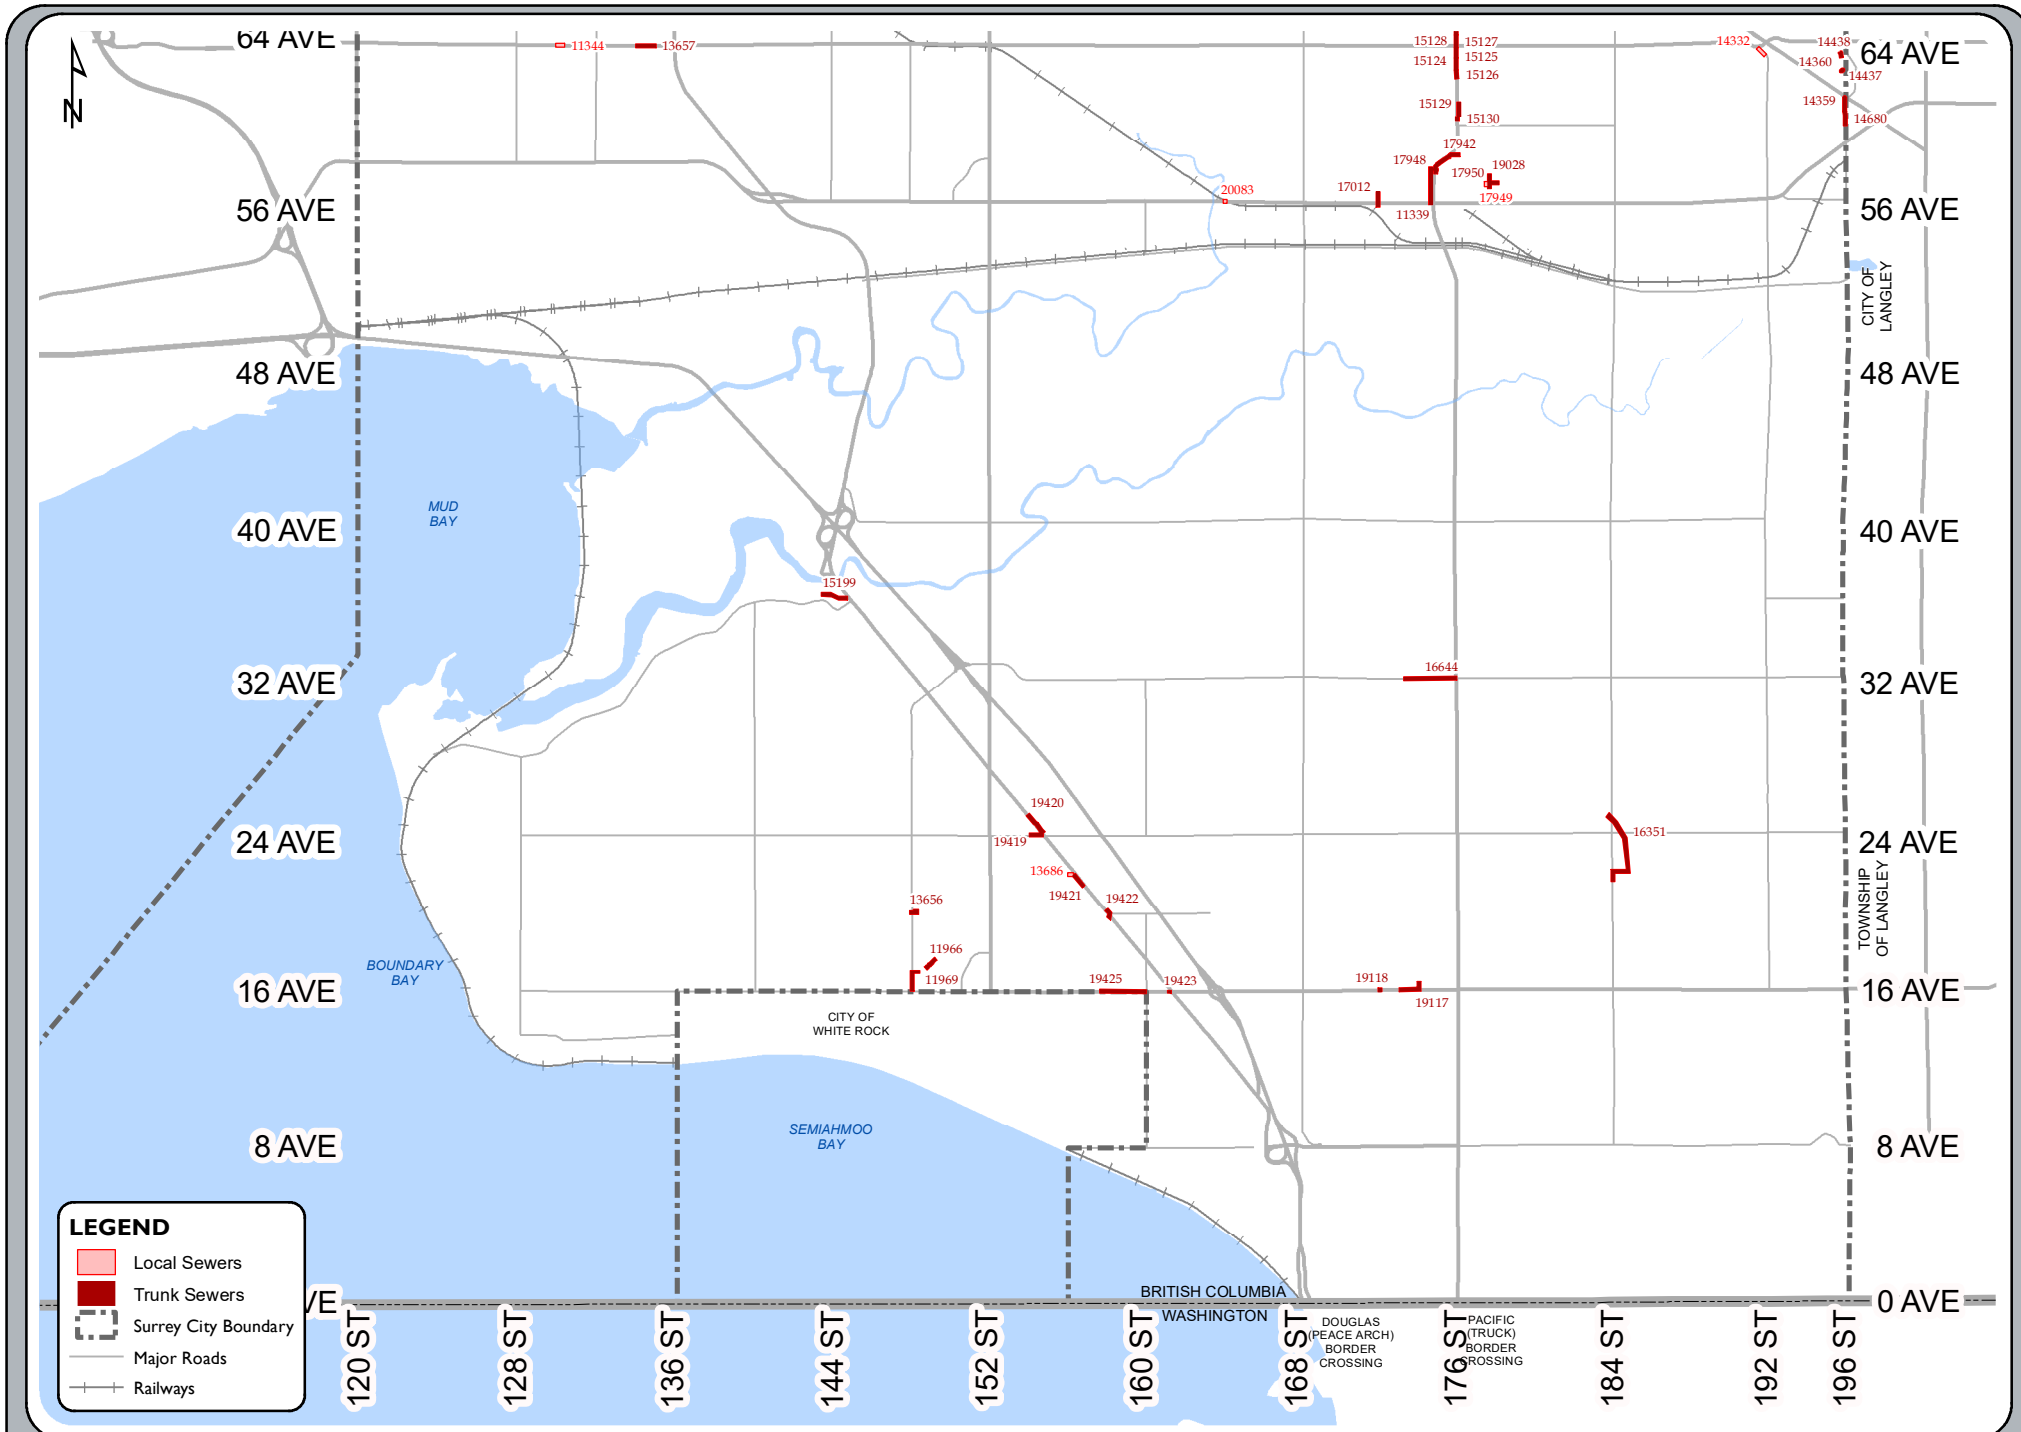 64 AVE
11344
13657
15128
15127
15124
15125
15126
14332
14438
14360
14437
64 AVE
15129
15130
14359
14680
17942
17948
17950
19028
17949
17012
11339
20083
56 AVE
56 AVE
CITY OF
LANGLEY
48 AVE
48 AVE
MUD
BAY
40 AVE
40 AVE
15199
32 AVE
16644
32 AVE
19420
19419
24 AVE
16351
24 AVE
13686
19421
19422
13656
TOWNSHIP
OF LANGLEY
11966
11969
BOUNDARY
BAY
16 AVE
19425
19423
19118
19117
16 AVE
CITY OF
WHITE ROCK
SEMIAHMOO
BAY
8 AVE
8 AVE
LEGEND
Local Sewers
Trunk Sewers
Surrey City Boundary
Major Roads
Railways
VE
BRITISH COLUMBIA
WASHINGTON
0 AVE
120 ST
128 ST
136 ST
144 ST
152 ST
160 ST
168 ST
DOUGLAS
(PEACE ARCH)
BORDER
CROSSING
176 ST
PACIFIC
(TRUCK)
BORDER
CROSSING
184 ST
192 ST
196 ST
N